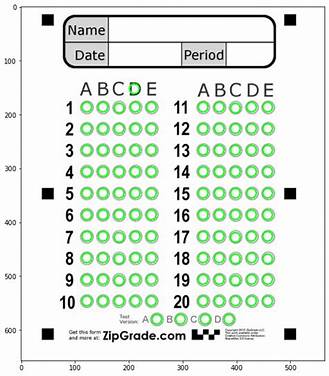 0 100 200 300 400 500
0
100
200
300
400
500
600
Name
Date Period
A B C D E A B C D E
1 11
2 12
3 13
4 14
5 15
6 16
7 17
8 18
9 19
10 20
Test
Version: A B C D
Get this form
and more at: ZipGrade.com